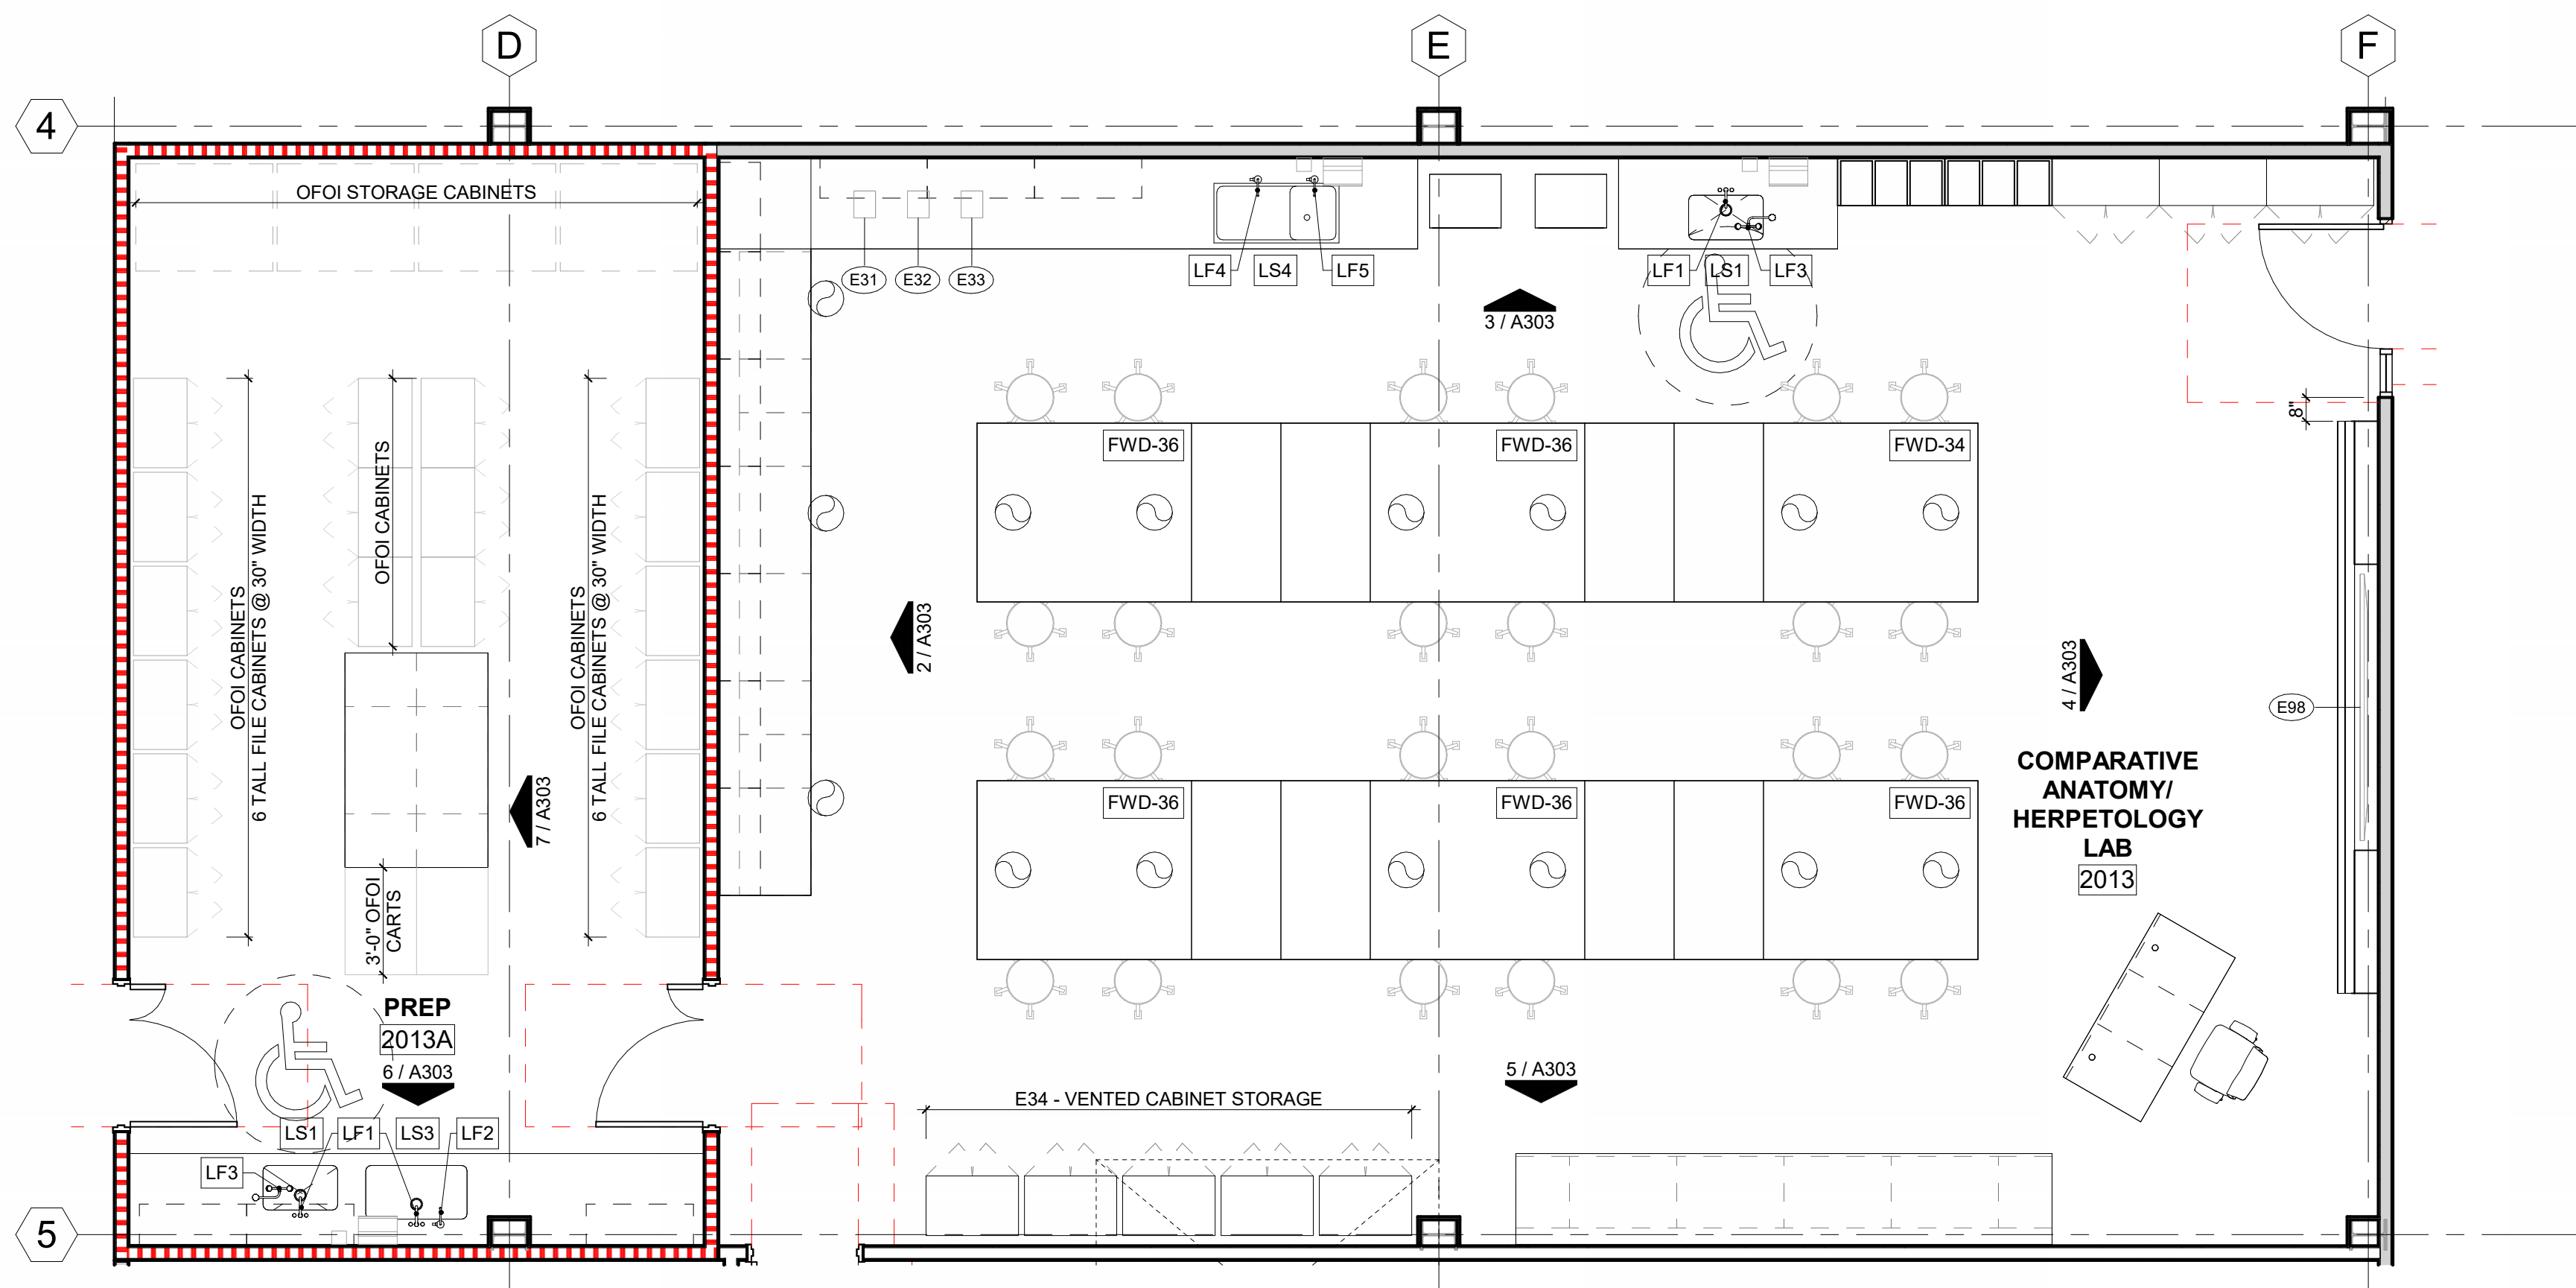 D
E
F
4
OFOI STORAGE CABINETS
E31
E32
E33
LF4
LS4
LF5
LF1
LS1
LF3
3 / A303
8"
FWD-36
FWD-36
FWD-34
OFOI CABINETS
OFOI CABINETS
6 TALL FILE CABINETS @ 30" WIDTH
OFOI CABINETS
6 TALL FILE CABINETS @ 30" WIDTH
2 / A303
4 / A303
E98
7 / A303
FWD-36
FWD-36
FWD-36
COMPARATIVE
ANATOMY/
HERPETOLOGY
LAB
2013
3'-0" OFOI
CARTS
PREP
2013A
6 / A303
5 / A303
E34 - VENTED CABINET STORAGE
LS1
LF1
LS3
LF2
LF3
5